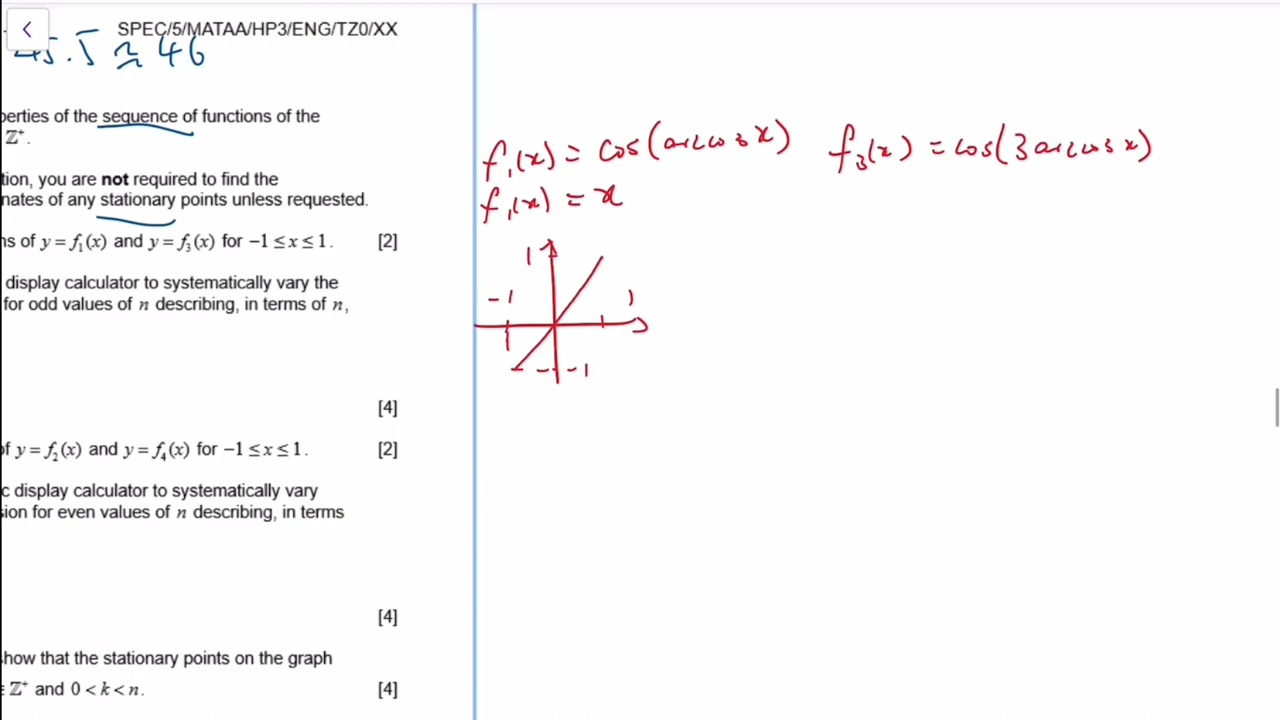 SPEC/5/MATAA/HP3/ENG/TZ0/XX
45.5 ≈ 46
perties of the sequence of functions of the
ℤ⁺.
tion, you are not required to find the
nates of any stationary points unless requested.
ns of y = f₁(x) and y = f₃(x) for −1 ≤ x ≤ 1. [2]
display calculator to systematically vary the
for odd values of n describing, in terms of n,
[4]
of y = f₂(x) and y = f₄(x) for −1 ≤ x ≤ 1. [2]
c display calculator to systematically vary
sion for even values of n describing, in terms
[4]
how that the stationary points on the graph
ℤ⁺ and 0 < k < n. [4]
f₁(x) = cos(arccos x)
f₁(x) = x
1
-1 1
-1
f₃(x) = cos(3 arccos x)